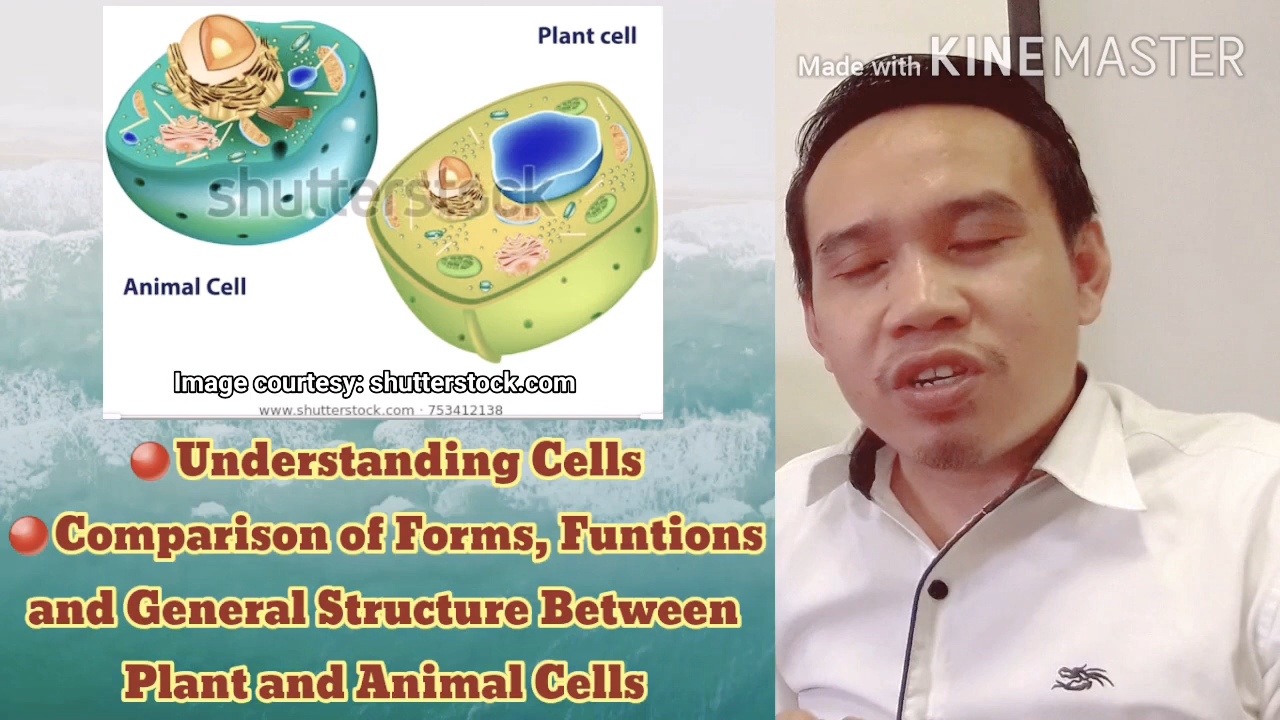 Plant cell
Made with KINEMASTER
shutterstock
Animal Cell
Image courtesy: shutterstock.com
www.shutterstock.com · 753412138
Understanding Cells
Comparison of Forms, Funtions
and General Structure Between
Plant and Animal Cells